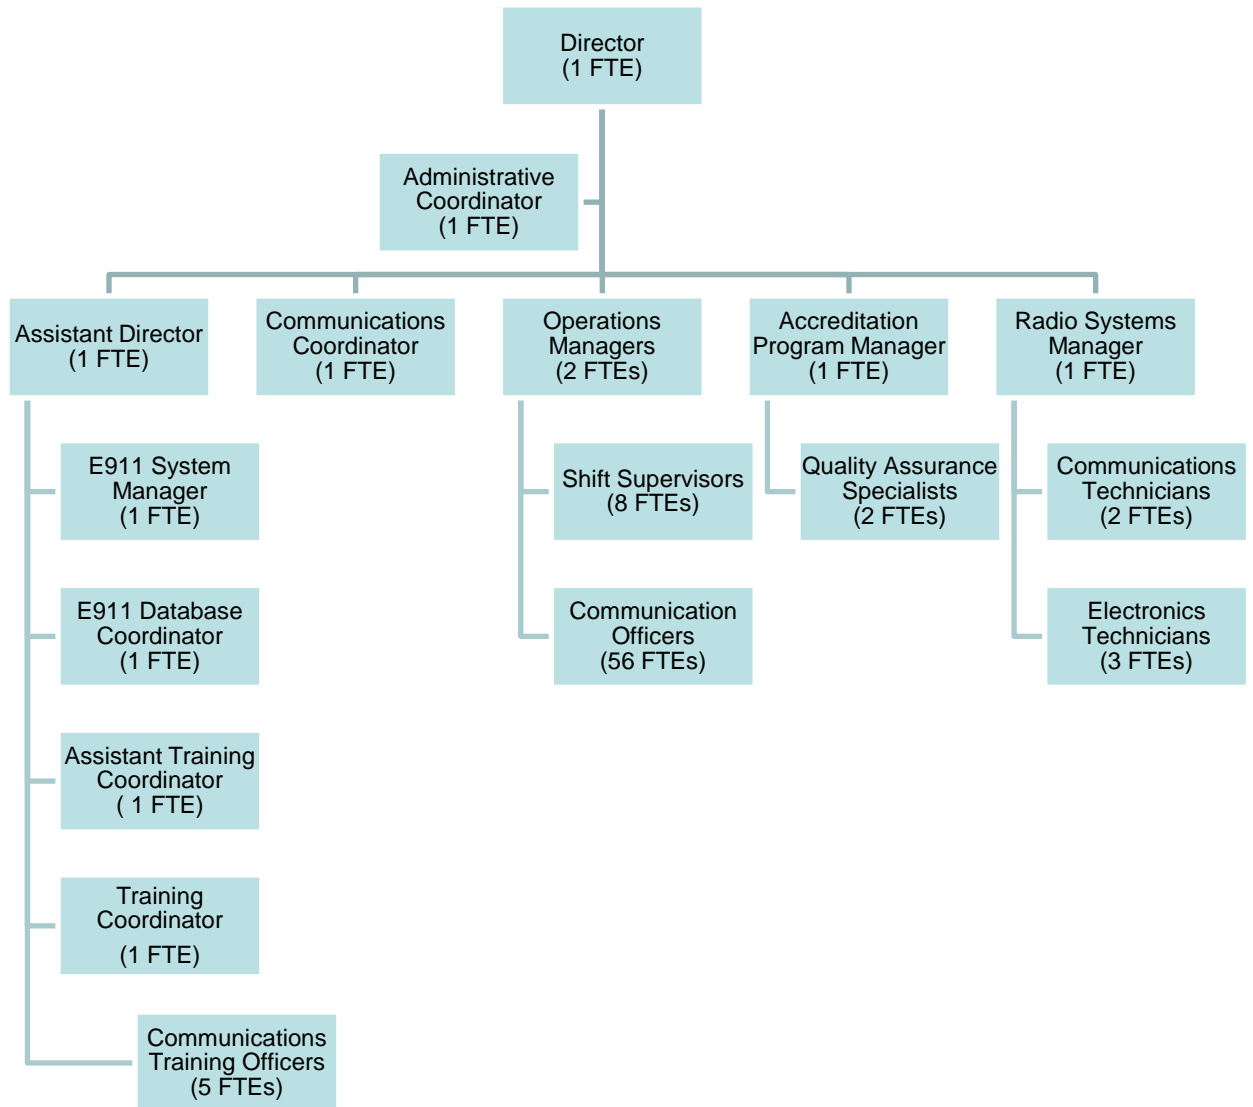 Director
(1 FTE)
Administrative
Coordinator
(1 FTE)
Assistant Director
(1 FTE)
Communications
Coordinator
(1 FTE)
Operations
Managers
(2 FTEs)
Accreditation
Program Manager
(1 FTE)
Radio Systems
Manager
(1 FTE)
E911 System
Manager
(1 FTE)
Shift Supervisors
(8 FTEs)
Quality Assurance
Specialists
(2 FTEs)
Communications
Technicians
(2 FTEs)
E911 Database
Coordinator
(1 FTE)
Communication
Officers
(56 FTEs)
Electronics
Technicians
(3 FTEs)
Assistant Training
Coordinator
( 1 FTE)
Training
Coordinator
(1 FTE)
Communications
Training Officers
(5 FTEs)